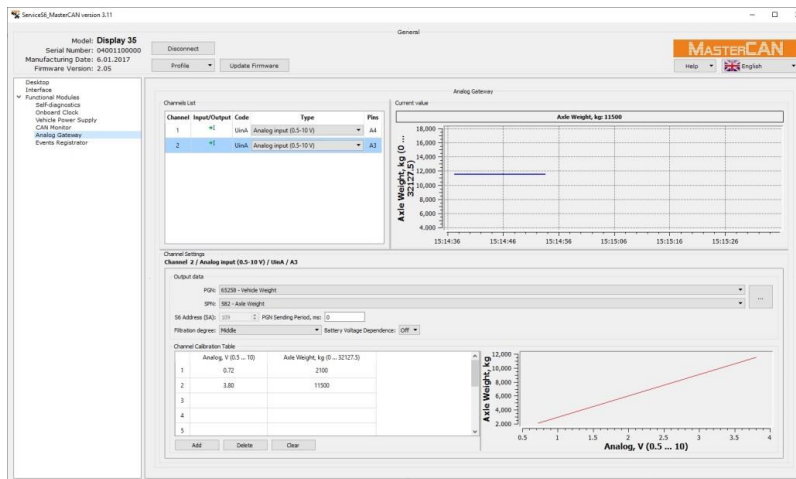 ServiceS6_MasterCAN version 3.11
General
Model: Display 35
Serial Number: 04001100000
Manufacturing Date: 6.01.2017
Firmware Version: 2.05
Disconnect
Profile
Update Firmware
MASTERCAN
Help
English
Desktop
Interface
Functional Modules
Self-diagnostics
Onboard Clock
Vehicle Power Supply
CAN Monitor
Analog Gateway
Events Registrator
Analog Gateway
Channels List
Channel Input/Output Code Type Pins
1 UinA Analog input (0.5-10 V) A4
2 UinA Analog input (0.5-10 V) A3
Current value
Axle Weight, kg: 11500
Axle Weight, kg (0 ... 32127.5)
18,000
16,000
14,000
12,000
10,000
8,000
6,000
4.000
15:14:36 15:14:46 15:14:56 15:15:06 15:15:16 15:15:26
Channel Settings
Channel 2 / Analog input (0.5-10 V) / UinA / A3
Output data
PGN: 65258 - Vehicle Weight
SPN: 582 - Axle Weight
...
S6 Address (SA): 109 PGN Sending Period, ms: 0
Filtration degree: Middle Battery Voltage Dependence: Off
Channel Calibration Table
Analog, V (0.5 ... 10) Axle Weight, kg (0 ... 32127.5)
1 0.72 2100
2 3.80 11500
3
4
5
Add Delete Clear
Axle Weight, kg
12,000
10,000
8,000
6,000
4,000
2.000
0.5 1 1.5 2 2.5 3 3.5 4
Analog, V (0.5 ... 10)